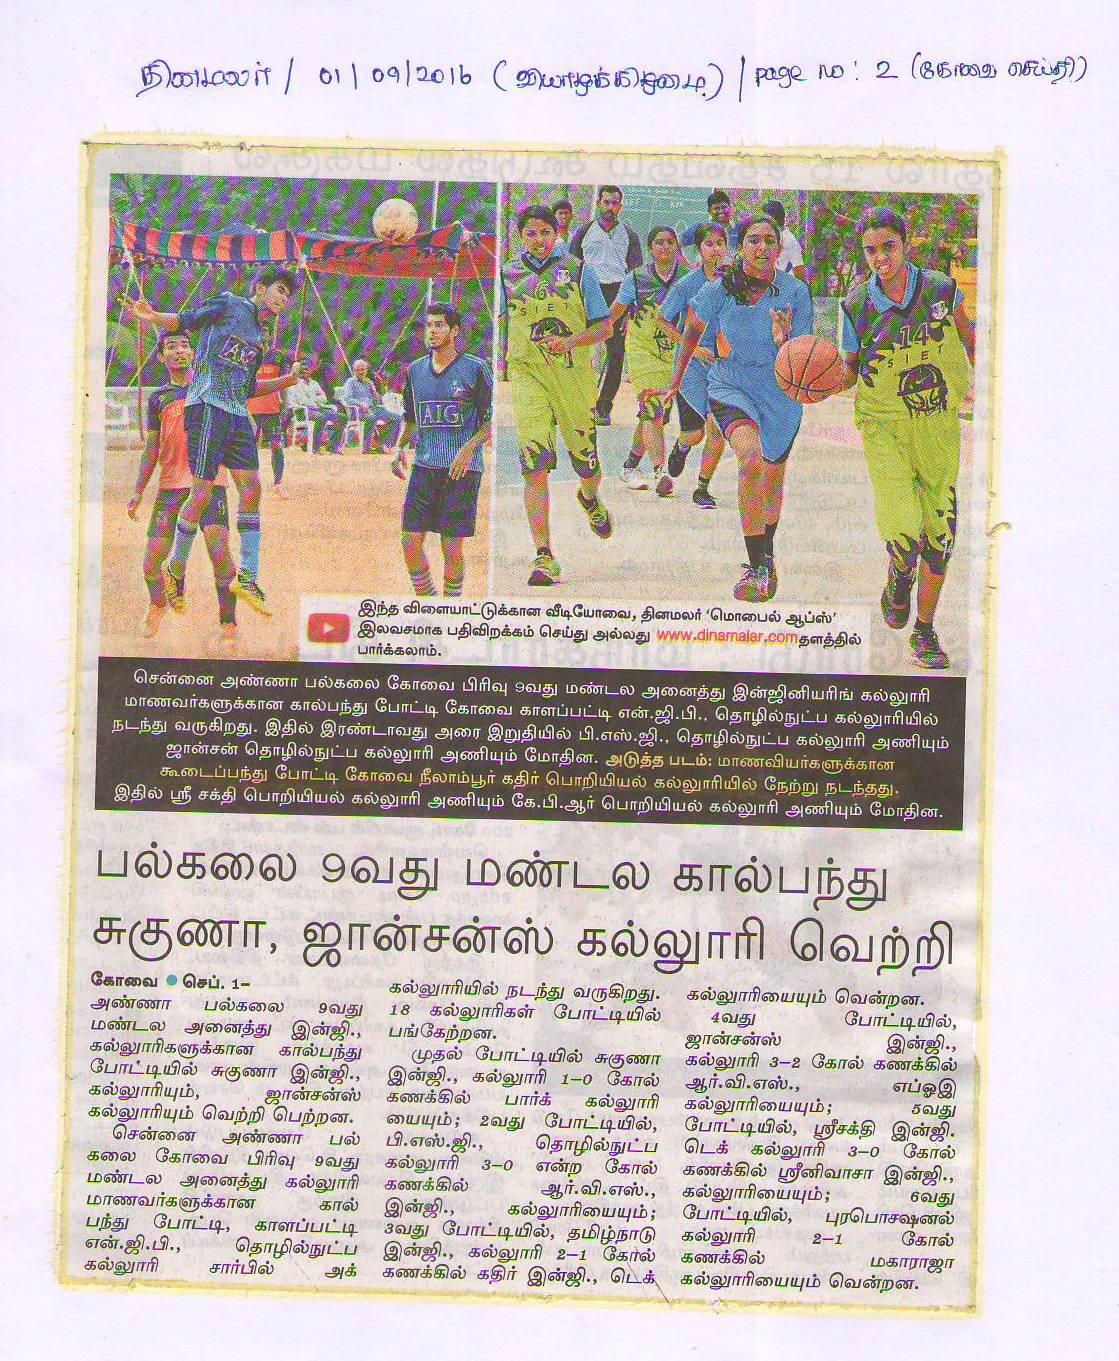 தினமலர் / 01/09/2016 (வியாழக்கிழமை) / page no: 2 (கோவை செய்தி)
AIG
AIG
6
SIET
14
SIET
இந்த விளையாட்டுக்கான வீடியோவை, தினமலர் ‘மொபைல் ஆப்ஸ்’
இலவசமாக பதிவிறக்கம் செய்து அல்லது www.dinamalar.com தளத்தில்
பார்க்கலாம்.
சென்னை அண்ணா பல்கலை கோவை பிரிவு 9வது மண்டல அனைத்து இன்ஜினியரிங் கல்லுாரி
மாணவர்களுக்கான கால்பந்து போட்டி கோவை காளப்பட்டி என்.ஜி.பி., தொழில்நுட்ப கல்லுாரியில்
நடந்து வருகிறது. இதில் இரண்டாவது அரை இறுதியில் பி.எஸ்.ஜி., தொழில்நுட்ப கல்லுாரி அணியும்
ஜான்சன் தொழில்நுட்ப கல்லுாரி அணியும் மோதின. அடுத்த படம்: மாணவியர்களுக்கான
கூடைப்பந்து போட்டி கோவை நீலாம்பூர் கதிர் பொறியியல் கல்லுாரியில் நேற்று நடந்தது.
இதில் ஸ்ரீ சக்தி பொறியியல் கல்லுாரி அணியும் கே.பி.ஆர் பொறியியல் கல்லுாரி அணியும் மோதின.
பல்கலை 9வது மண்டல கால்பந்து
சுகுணா, ஜான்சன்ஸ் கல்லுாரி வெற்றி
கோவை ● செப். 1–
அண்ணா பல்கலை 9வது
மண்டல அனைத்து இன்ஜி.,
கல்லுாரிகளுக்கான கால்பந்து
போட்டியில் சுகுணா இன்ஜி.,
கல்லுாரியும், ஜான்சன்ஸ்
கல்லுாரியும் வெற்றி பெற்றன.
சென்னை அண்ணா பல்
கலை கோவை பிரிவு 9வது
மண்டல அனைத்து கல்லுாரி
மாணவர்களுக்கான கால்
பந்து போட்டி, காளப்பட்டி
என்.ஜி.பி., தொழில்நுட்ப
கல்லுாரி சார்பில் அக்
கல்லுாரியில் நடந்து வருகிறது.
18 கல்லுாரிகள் போட்டியில்
பங்கேற்றன.
முதல் போட்டியில் சுகுணா
இன்ஜி., கல்லுாரி 1–0 கோல்
கணக்கில் பார்க் கல்லுாரி
யையும்; 2வது போட்டியில்,
பி.எஸ்.ஜி., தொழில்நுட்ப
கல்லுாரி 3–0 என்ற கோல்
கணக்கில் ஆர்.வி.எஸ்.,
இன்ஜி., கல்லுாரியையும்;
3வது போட்டியில், தமிழ்நாடு
இன்ஜி., கல்லுாரி 2–1 கோல்
கணக்கில் கதிர் இன்ஜி., டெக்
கல்லுாரியையும் வென்றன.
4வது போட்டியில்,
ஜான்சன்ஸ் இன்ஜி.,
கல்லுாரி 3–2 கோல் கணக்கில்
ஆர்.வி.எஸ்., எப்ஓஇ
கல்லுாரியையும்; 5வது
போட்டியில், ஸ்ரீசக்தி இன்ஜி.
டெக் கல்லுாரி 3–0 கோல்
கணக்கில் ஸ்ரீனிவாசா இன்ஜி.,
கல்லுாரியையும்; 6வது
போட்டியில், புரபொசஷனல்
கல்லுாரி 2–1 கோல்
கணக்கில் மகாராஜா
கல்லுாரியையும் வென்றன.